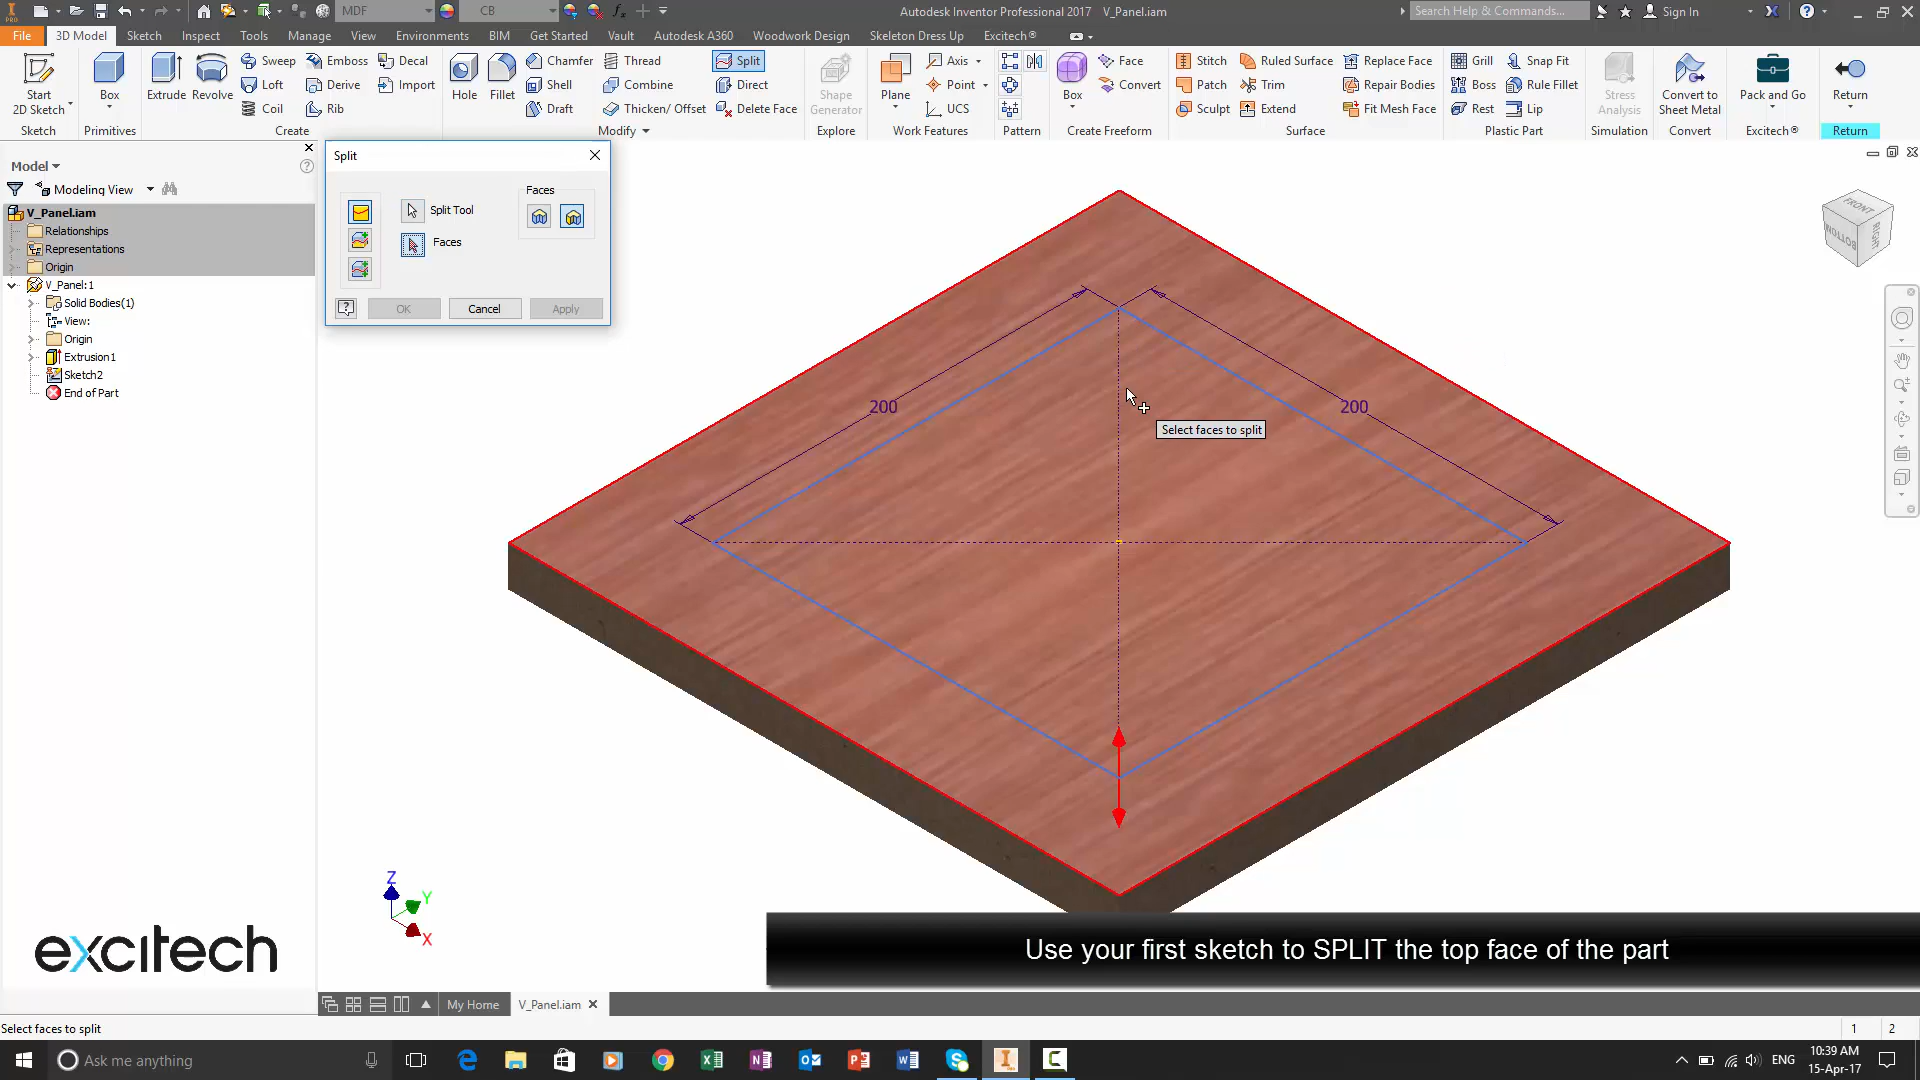 MDF CB Autodesk Inventor Professional 2017 V_Panel.iam Search Help & Commands... Sign In
File 3D Model Sketch Inspect Tools Manage View Environments BIM Get Started Vault Autodesk A360 Woodwork Design Skeleton Dress Up Excitech®
Start
2D Sketch
Sketch
Box
Primitives
Extrude
Revolve
Sweep
Loft
Coil
Emboss
Derive
Rib
Decal
Import
Create
Hole
Fillet
Chamfer
Shell
Draft
Thread
Combine
Thicken/ Offset
Split
Direct
Delete Face
Modify
Shape
Generator
Explore
Plane
Axis
Point
UCS
Work Features
Pattern
Box
Face
Convert
Create Freeform
Stitch
Patch
Sculpt
Ruled Surface
Trim
Extend
Replace Face
Repair Bodies
Fit Mesh Face
Surface
Grill
Boss
Rest
Snap Fit
Rule Fillet
Lip
Plastic Part
Stress
Analysis
Simulation
Convert to
Sheet Metal
Convert
Pack and Go
Excitech®
Return
Return
Model
Modeling View
V_Panel.iam
Relationships
Representations
Origin
V_Panel:1
Solid Bodies(1)
View:
Origin
Extrusion1
Sketch2
End of Part
Split
Split Tool
Faces
Faces
OK Cancel Apply
FRONT
RIGHT
BOTTOM
200
200
Select faces to split
Z
Y
X
excitech
Use your first sketch to SPLIT the top face of the part
My Home V_Panel.iam
Select faces to split
1 2
Ask me anything
ENG
10:39 AM
15-Apr-17